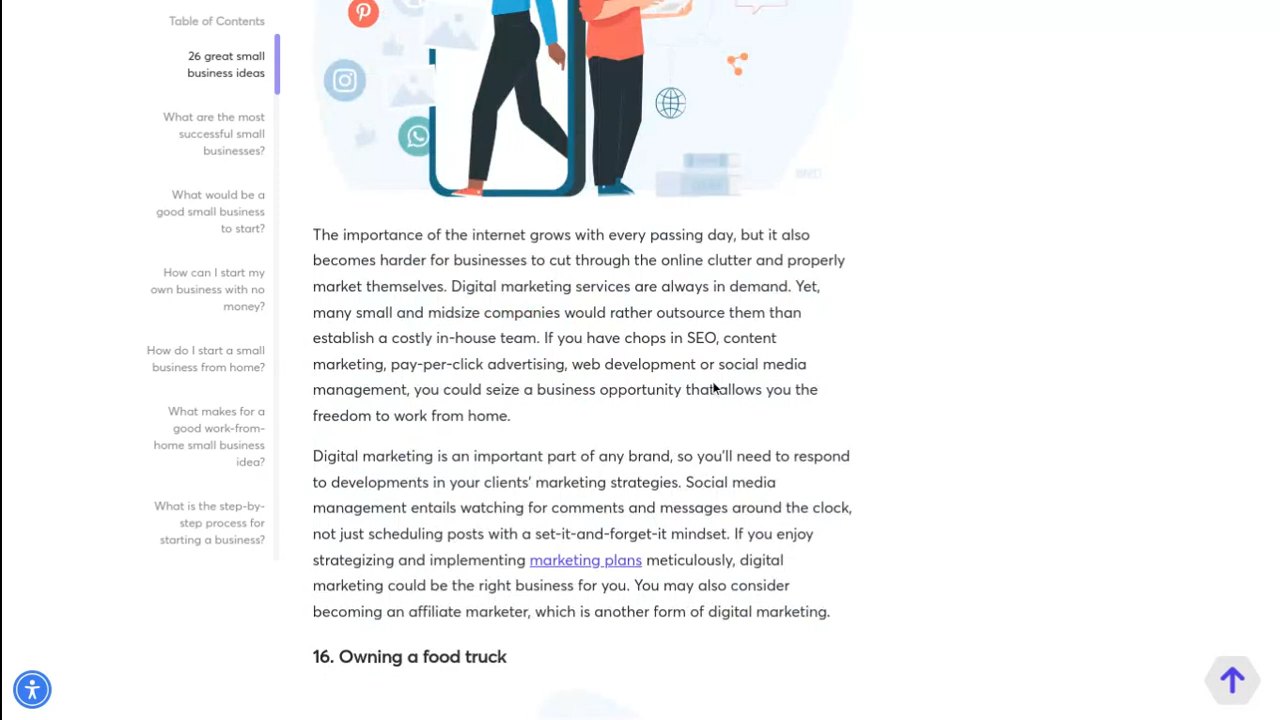 Table of Contents
26 great small
business ideas
What are the most
successful small
businesses?
What would be a
good small business
to start?
How can I start my
own business with no
money?
How do I start a small
business from home?
What makes for a
good work-from-
home small business
idea?
What is the step-by-
step process for
starting a business?
The importance of the internet grows with every passing day, but it also
becomes harder for businesses to cut through the online clutter and properly
market themselves. Digital marketing services are always in demand. Yet,
many small and midsize companies would rather outsource them than
establish a costly in-house team. If you have chops in SEO, content
marketing, pay-per-click advertising, web development or social media
management, you could seize a business opportunity that allows you the
freedom to work from home.
Digital marketing is an important part of any brand, so you'll need to respond
to developments in your clients' marketing strategies. Social media
management entails watching for comments and messages around the clock,
not just scheduling posts with a set-it-and-forget-it mindset. If you enjoy
strategizing and implementing marketing plans meticulously, digital
marketing could be the right business for you. You may also consider
becoming an affiliate marketer, which is another form of digital marketing.
16. Owning a food truck